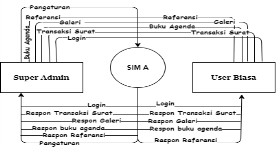 Pengaturan
Referensi
Referensi
Galeri
Galeri
Buku Agenda
Buku Agenda
Transaksi Surat
Transaksi Surat
Login
Super Admin
SIM A
User Biasa
Login
Login
Respon Transaksi Surat
Respon Transaksi Surat
Respon Galeri
Respon Galeri
Respon buku agenda
Respon buku agenda
Respon Referensi
Respon Referensi
Pengaturan